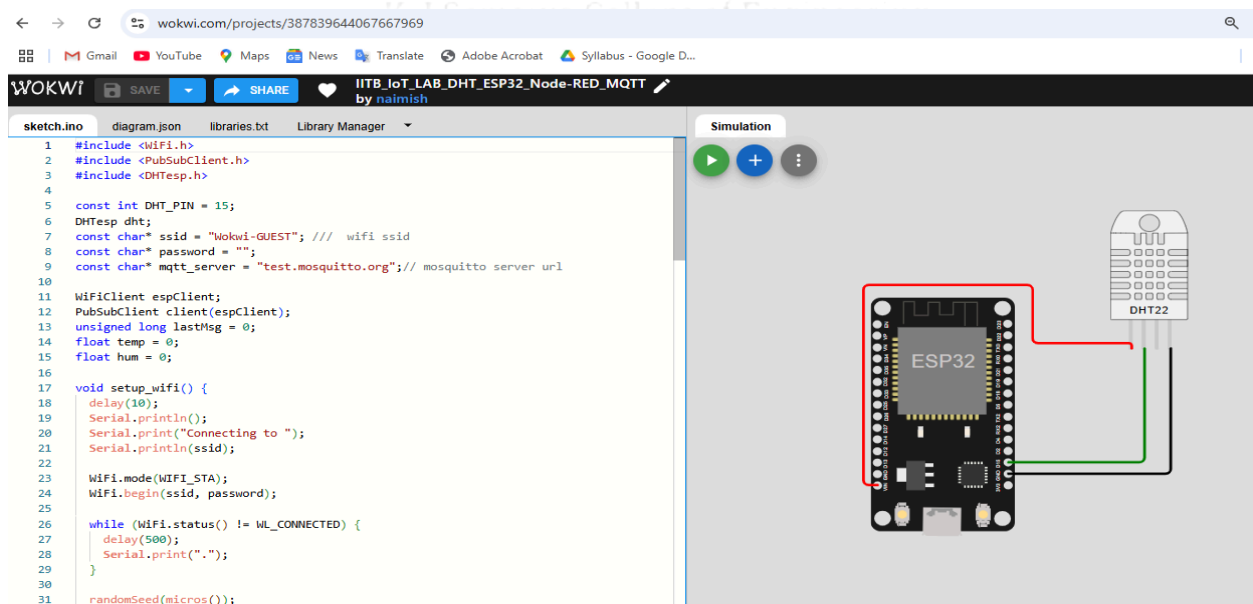 wokwi.com/projects/387839644067667969
Gmail YouTube Maps News Translate Adobe Acrobat Syllabus - Google D...
WOKWi SAVE SHARE IITB_IoT_LAB_DHT_ESP32_Node-RED_MQTT
by naimish
sketch.ino diagram.json libraries.txt Library Manager
Simulation
1 #include <WiFi.h>
2 #include <PubSubClient.h>
3 #include <DHTesp.h>
4
5 const int DHT_PIN = 15;
6 DHTesp dht;
7 const char* ssid = "Wokwi-GUEST"; /// wifi ssid
8 const char* password = "";
9 const char* mqtt_server = "test.mosquitto.org";// mosquitto server url
10
11 WiFiClient espClient;
12 PubSubClient client(espClient);
13 unsigned long lastMsg = 0;
14 float temp = 0;
15 float hum = 0;
16
17 void setup_wifi() {
18 delay(10);
19 Serial.println();
20 Serial.print("Connecting to ");
21 Serial.println(ssid);
22
23 WiFi.mode(WIFI_STA);
24 WiFi.begin(ssid, password);
25
26 while (WiFi.status() != WL_CONNECTED) {
27 delay(500);
28 Serial.print(".");
29 }
30
31 randomSeed(micros());
DHT22
ESP32